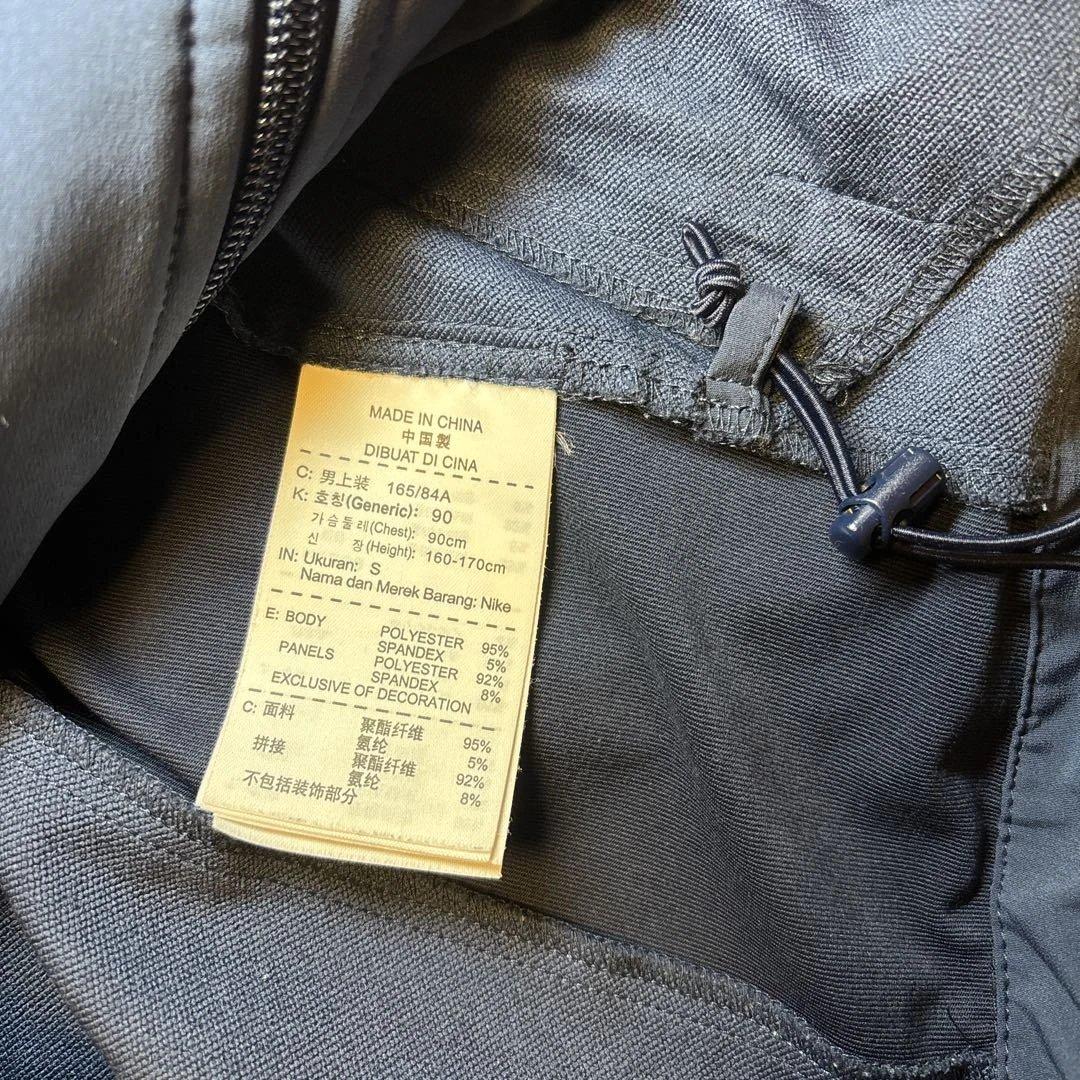 MADE IN CHINA
中国製
DIBUAT DI CINA
C: 男上装 165/84A
K: 호칭(Generic): 90
가슴둘레(Chest): 90cm
신 장(Height): 160-170cm
IN: Ukuran: S
Nama dan Merek Barang: Nike
E: BODY POLYESTER 95%
SPANDEX 5%
PANELS POLYESTER 92%
SPANDEX 8%
EXCLUSIVE OF DECORATION
C: 面料 聚酯纤维 95%
氨纶 5%
拼接 聚酯纤维 92%
氨纶 8%
不包括装饰部分